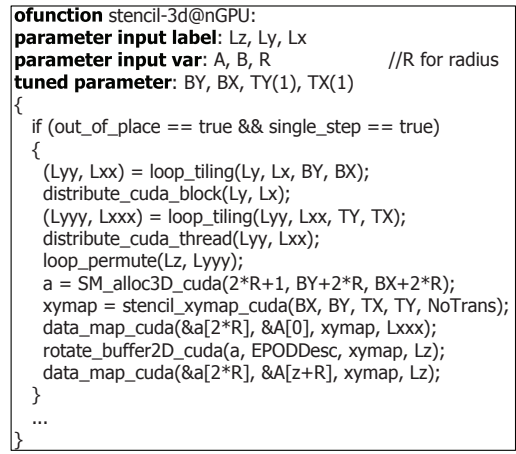 ofunction stencil-3d@nGPU:
parameter input label: Lz, Ly, Lx
parameter input var: A, B, R //R for radius
tuned parameter: BY, BX, TY(1), TX(1)
{
if (out_of_place == true && single_step == true)
{
(Lyy, Lxx) = loop_tiling(Ly, Lx, BY, BX);
distribute_cuda_block(Ly, Lx);
(Lyyy, Lxxx) = loop_tiling(Lyy, Lxx, TY, TX);
distribute_cuda_thread(Lyy, Lxx);
loop_permute(Lz, Lyyy);
a = SM_alloc3D_cuda(2*R+1, BY+2*R, BX+2*R);
xymap = stencil_xymap_cuda(BX, BY, TX, TY, NoTrans);
data_map_cuda(&a[2*R], &A[0], xymap, Lxxx);
rotate_buffer2D_cuda(a, EPODDesc, xymap, Lz);
data_map_cuda(&a[2*R], &A[z+R], xymap, Lz);
}
...
}